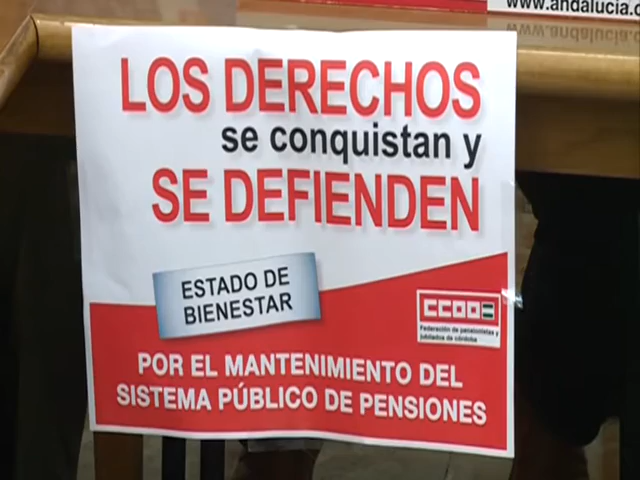 www.andalucia.c
LOS DERECHOS
se conquistan y
SE DEFIENDEN
ESTADO DE
BIENESTAR
CCOO
Federación de pensionistas y
jubilados de córdoba
POR EL MANTENIMIENTO DEL
SISTEMA PÚBLICO DE PENSIONES